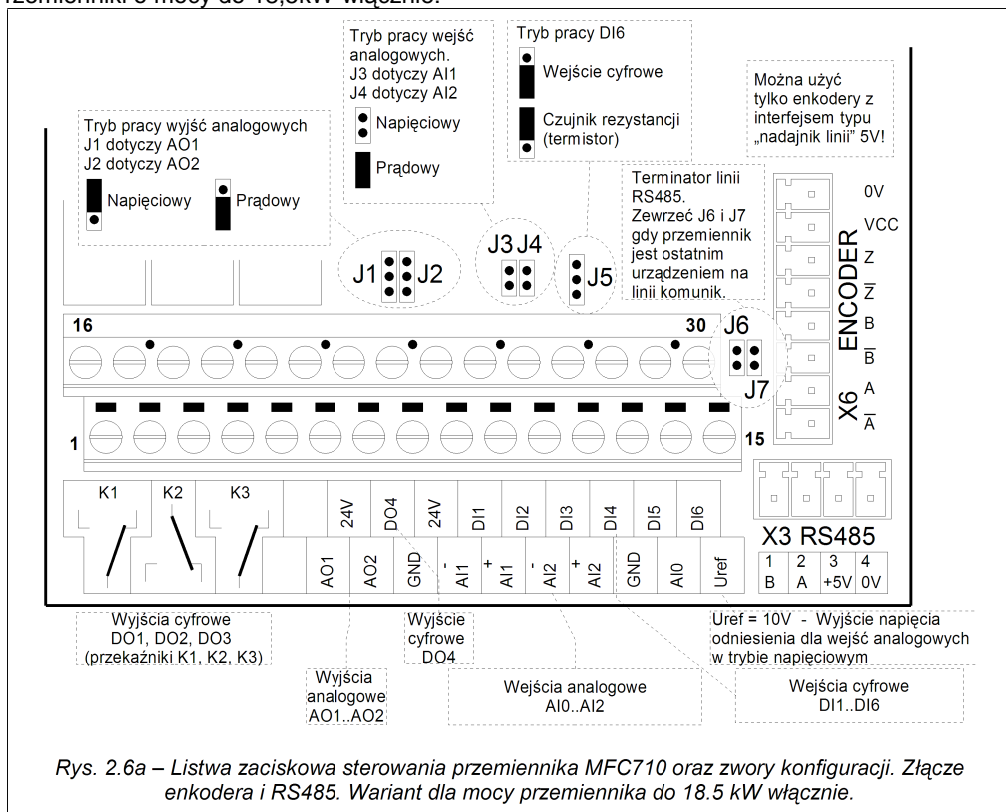 Tryb pracy wejść
analogowych.
J3 dotyczy AI1
J4 dotyczy AI2
Napięciowy
Prądowy
Tryb pracy DI6
Wejście cyfrowe
Czujnik rezystancji
(termistor)
Można użyć
tylko enkodery z
interfejsem typu
„nadajnik linii” 5V!
Tryb pracy wyjść analogowych
J1 dotyczy AO1
J2 dotyczy AO2
Napięciowy
Prądowy
Terminator linii
RS485.
Zewrzeć J6 i J7
gdy przemiennik
jest ostatnim
urządzeniem na
linii komunik.
J1
J2
J3 J4
J5
J6
J7
0V
VCC
Z
Z̅
B
B̅
A
A̅
X6 ENCODER
16
30
1
15
K1
K2
K3
24V
DO4
24V
DI1
DI2
DI3
DI4
DI5
DI6
AO1
AO2
GND
- AI1
+ AI1
- AI2
+ AI2
GND
AI0
Uref
X3 RS485
1 2 3 4
B A +5V 0V
Wyjścia cyfrowe
DO1, DO2, DO3
(przekaźniki K1, K2, K3)
Wyjścia
analogowe
AO1..AO2
Wyjście
cyfrowe
DO4
Wejścia analogowe
AI0..AI2
Uref = 10V - Wyjście napięcia
odniesienia dla wejść analogowych
w trybie napięciowym
Wejścia cyfrowe
DI1..DI6
Rys. 2.6a – Listwa zaciskowa sterowania przemiennika MFC710 oraz zwory konfiguracji. Złącze
enkodera i RS485. Wariant dla mocy przemiennika do 18.5 kW włącznie.